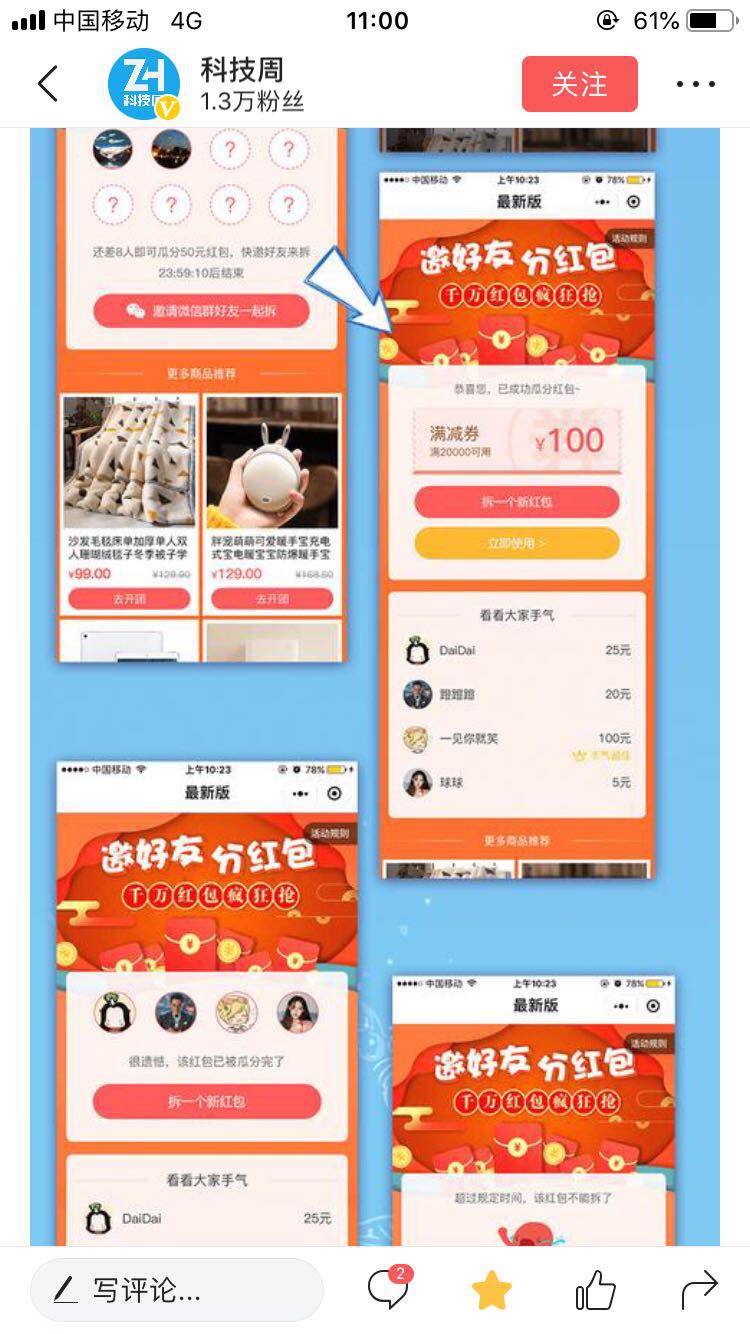 中国移动 4G 11:00 61%
ZH
科技周
V
科技周
1.3万粉丝
关注
? ?
? ? ? ?
还差8人即可瓜分50元红包，快邀好友来拆
23:59:10后结束
邀请微信群好友一起拆
更多商品推荐
沙发毛毯床单加厚单人双
人珊瑚绒毯子冬季被子学
¥99.00 ¥129.90
去开团
胖宠萌萌可爱暖手宝充电
式宝电暖宝宝防爆暖手宝
¥129.00 ¥168.50
去开团
中国移动 上午10:23 78%
最新版
活动规则
邀好友 分红包
千万红包疯狂抢
恭喜您，已成功瓜分红包~
满减券
满20000可用
¥100
拆一个新红包
立即使用 >
看看大家手气
DaiDai 25元
蹬蹬蹬 20元
一见你就笑 100元
手气最佳
球球 5元
更多商品推荐
中国移动 上午10:23 78%
最新版
活动规则
邀好友 分红包
千万红包疯狂抢
很遗憾，该红包已被瓜分完了
拆一个新红包
看看大家手气
DaiDai 25元
中国移动 上午10:23 78%
最新版
活动规则
邀好友 分红包
千万红包疯狂抢
超过规定时间，该红包不能拆了
写评论...
2